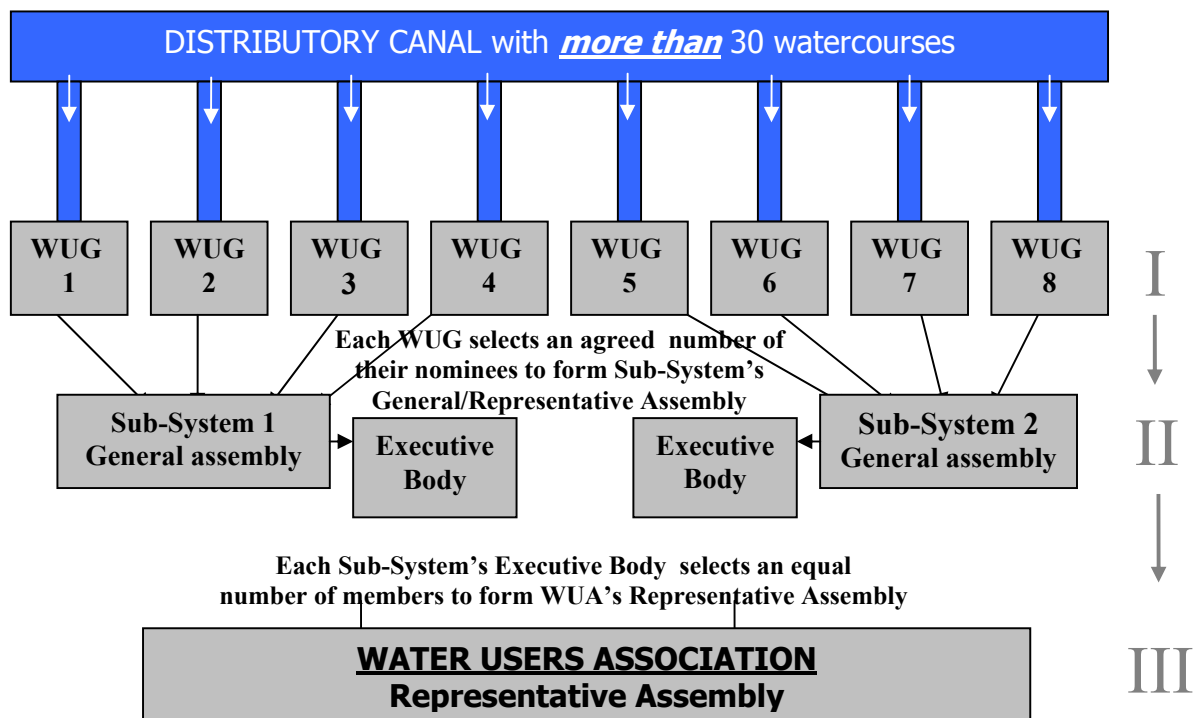 DISTRIBUTORY CANAL with more than 30 watercourses
WUG
1
WUG
2
WUG
3
WUG
4
WUG
5
WUG
6
WUG
7
WUG
8
I
Each WUG selects an agreed number of
their nominees to form Sub-System’s
General/Representative Assembly
Sub-System 1
General assembly
Executive
Body
Executive
Body
Sub-System 2
General assembly
II
Each Sub-System’s Executive Body selects an equal
number of members to form WUA’s Representative Assembly
WATER USERS ASSOCIATION
Representative Assembly
III